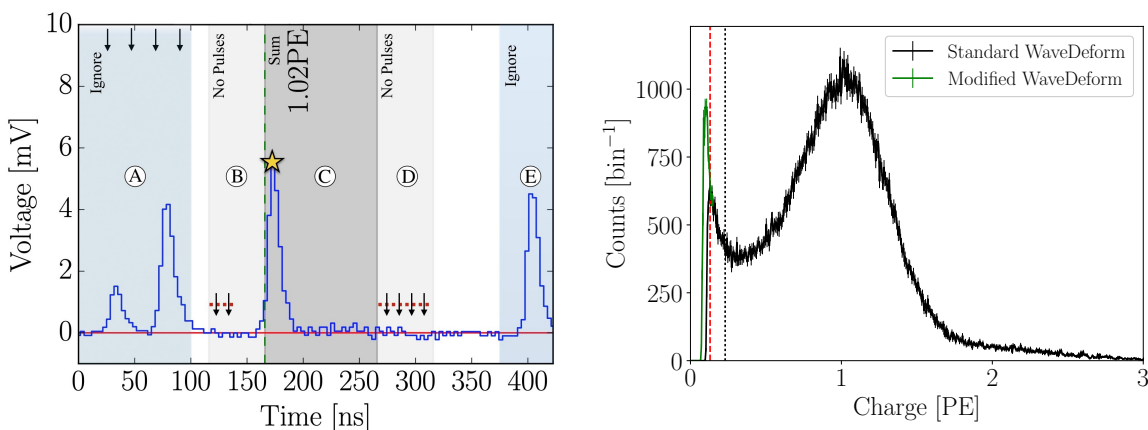 10
8
6
4
2
0
Voltage [mV]
Ignore
No Pulses
Sum
1.02PE
No Pulses
Ignore
A
B
C
D
E
0 50 100 150 200 250 300 350 400
Time [ns]
1000
750
500
250
0
Counts [bin⁻¹]
Standard WaveDeform
Modified WaveDeform
0 1 2 3
Charge [PE]